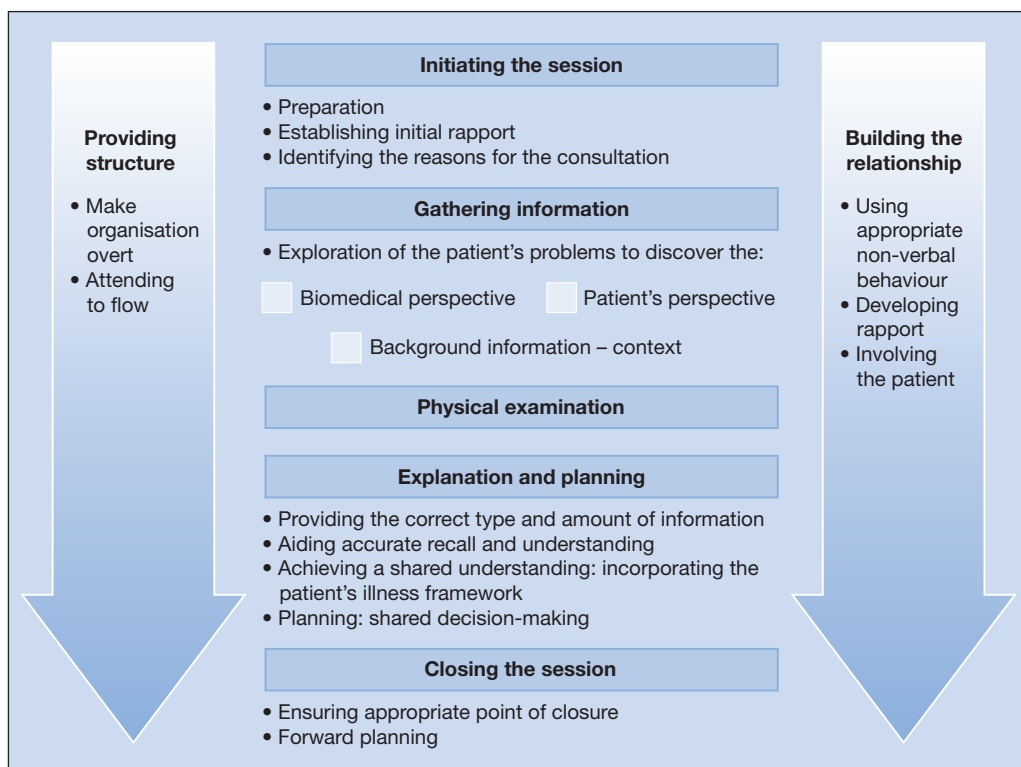 Providing
structure
• Make
organisation
overt
• Attending
to flow
Initiating the session
• Preparation
• Establishing initial rapport
• Identifying the reasons for the consultation
Gathering information
• Exploration of the patient's problems to discover the:
Biomedical perspective
Patient's perspective
Background information – context
Physical examination
Explanation and planning
• Providing the correct type and amount of information
• Aiding accurate recall and understanding
• Achieving a shared understanding: incorporating the
patient's illness framework
• Planning: shared decision-making
Closing the session
• Ensuring appropriate point of closure
• Forward planning
Building the
relationship
• Using
appropriate
non-verbal
behaviour
• Developing
rapport
• Involving
the patient